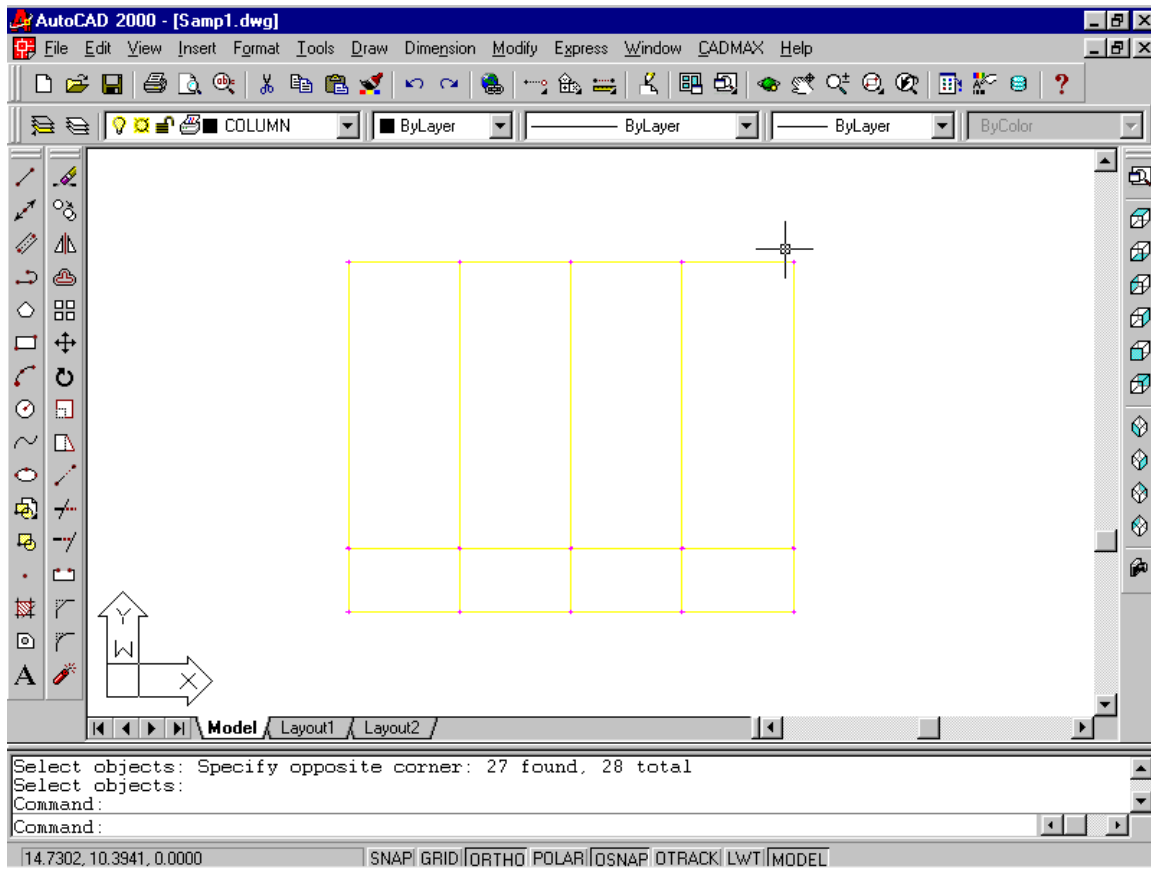 AutoCAD 2000 - [Samp1.dwg]
File Edit View Insert Format Tools Draw Dimension Modify Express Window CADMAX Help
COLUMN ByLayer ByLayer ByLayer ByColor
A
Y
W
X
Model Layout1 Layout2
Select objects: Specify opposite corner: 27 found, 28 total
Select objects:
Command:
Command:
14.7302, 10.3941, 0.0000 SNAP GRID ORTHO POLAR OSNAP OTRACK LWT MODEL